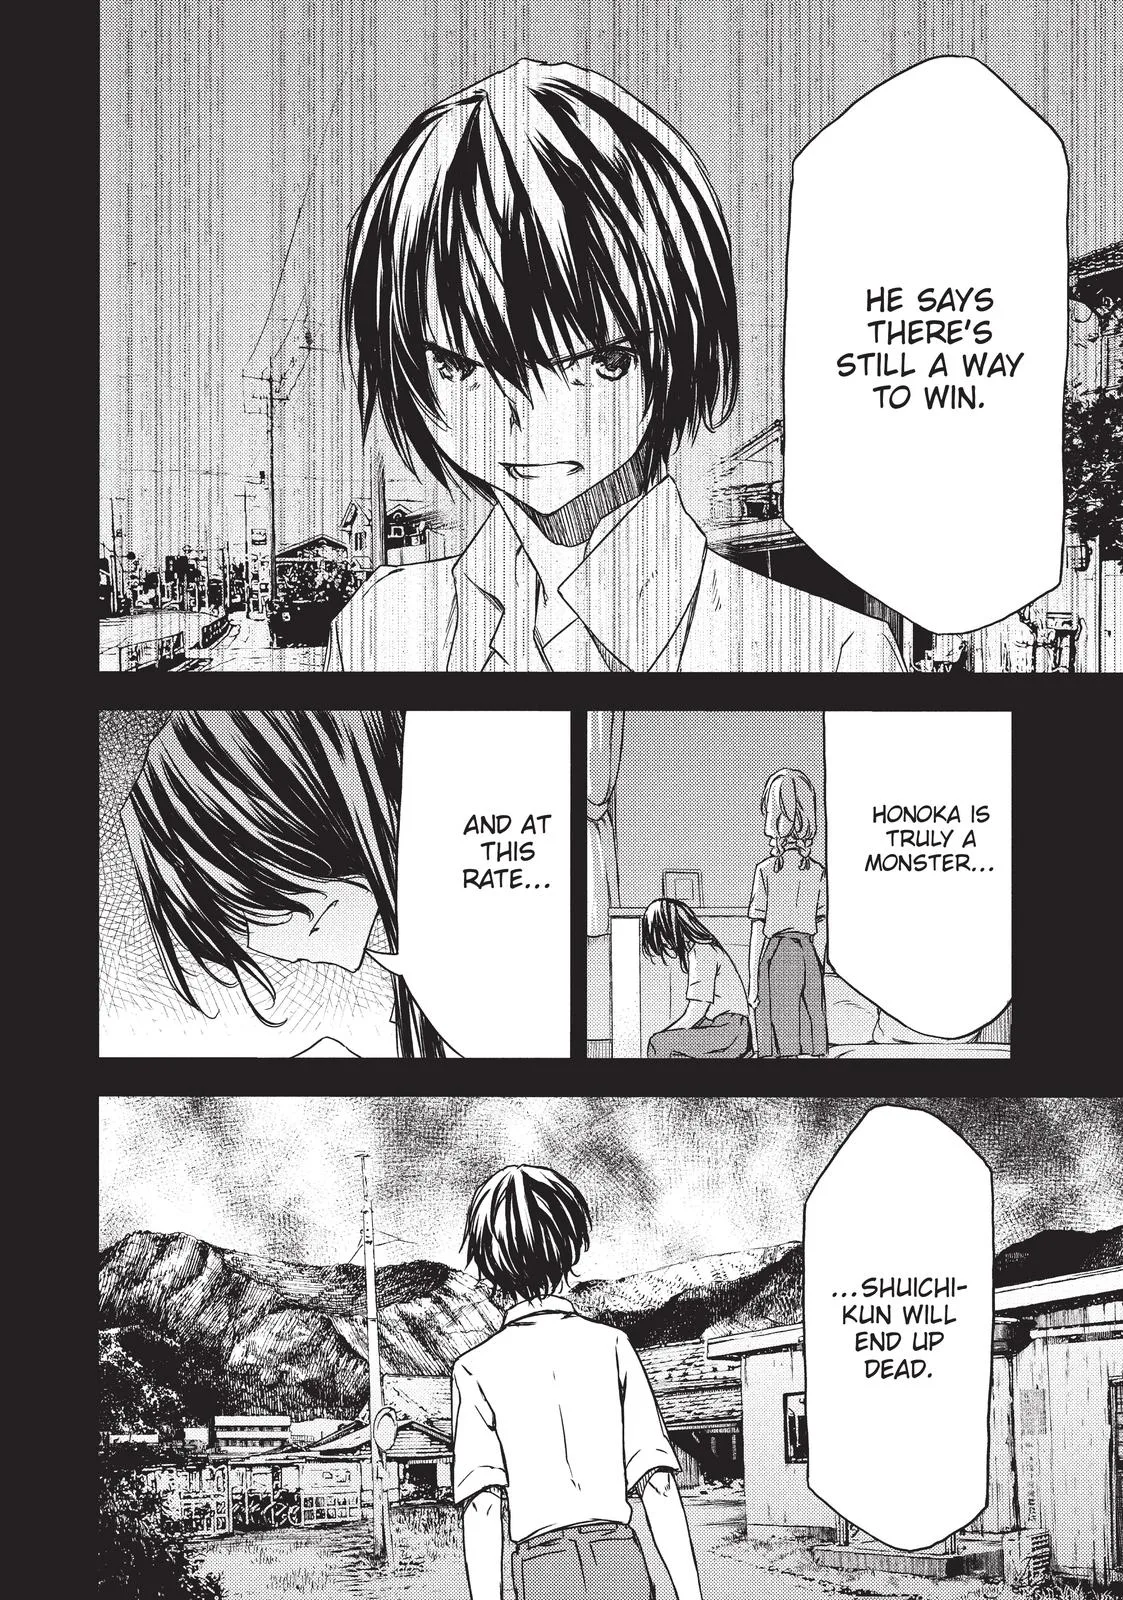 HE SAYS
THERE'S
STILL A WAY
TO WIN.
HONOKA IS
TRULY A
MONSTER...
AND AT
THIS
RATE...
...SHUICHI-
KUN WILL
END UP
DEAD.